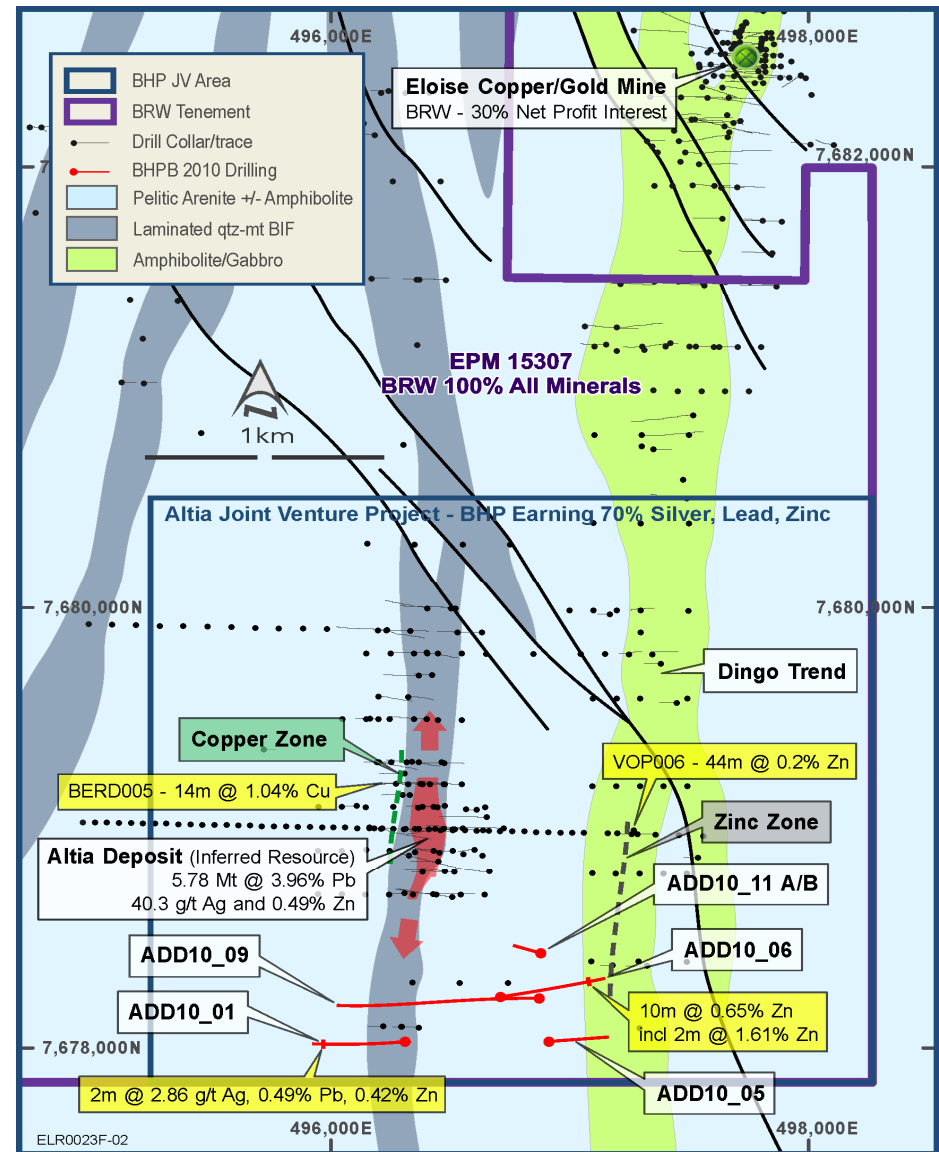 496,000E
498,000E
BHP JV Area
BRW Tenement
Drill Collar/trace
BHPB 2010 Drilling
Pelitic Arenite +/- Amphibolite
Laminated qtz-mt BIF
Amphibolite/Gabbro
Eloise Copper/Gold Mine
BRW - 30% Net Profit Interest
7
7,682,000N
EPM 15307
BRW 100% All Minerals
1km
Altia Joint Venture Project - BHP Earning 70% Silver, Lead, Zinc
7,680,000N
7,680,000N
Dingo Trend
Copper Zone
VOP006 - 44m @ 0.2% Zn
BERD005 - 14m @ 1.04% Cu
Zinc Zone
Altia Deposit (Inferred Resource)
5.78 Mt @ 3.96% Pb
40.3 g/t Ag and 0.49% Zn
ADD10_11 A/B
ADD10_09
ADD10_06
ADD10_01
10m @ 0.65% Zn
incl 2m @ 1.61% Zn
7,678,000N
2m @ 2.86 g/t Ag, 0.49% Pb, 0.42% Zn
ADD10_05
496,000E
498,000E
ELR0023F-02